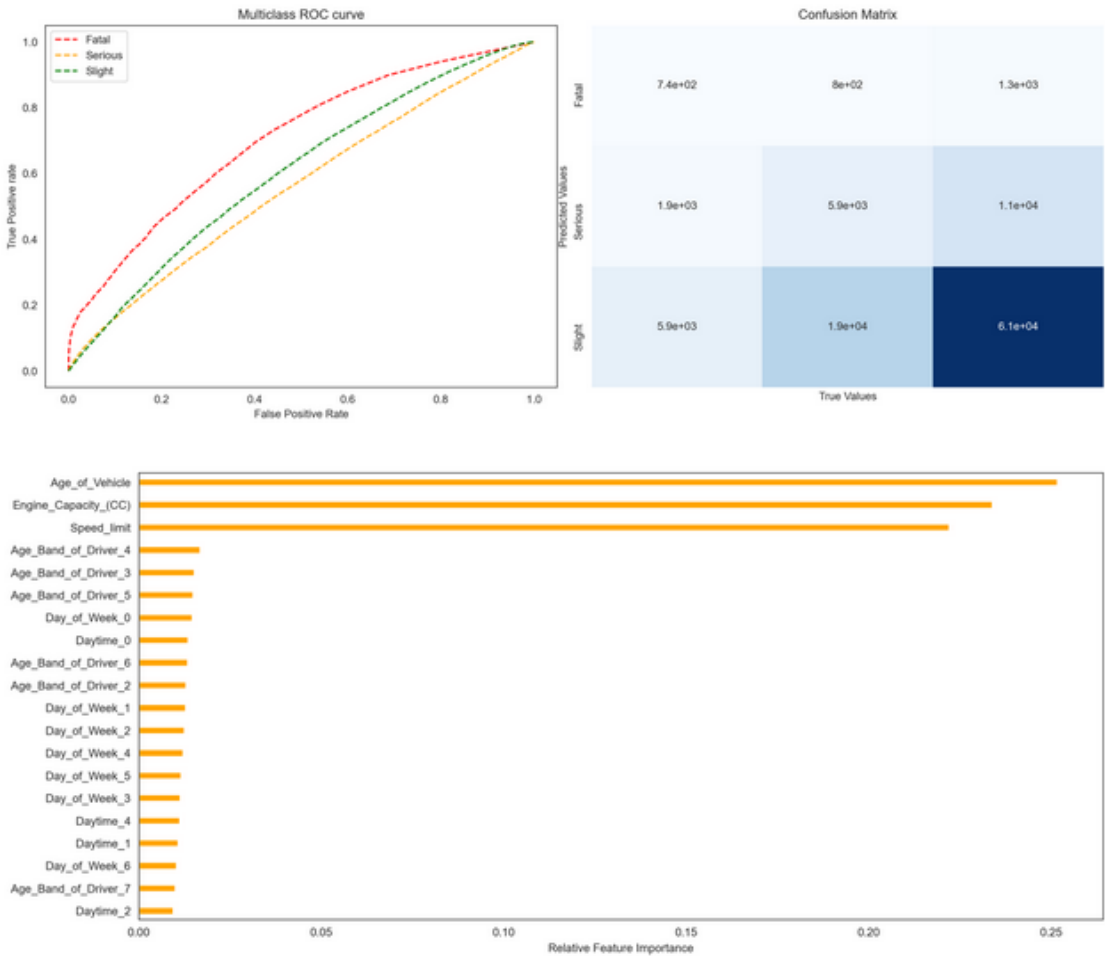 Multiclass ROC curve
Fatal
Serious
Slight
1.0
0.8
0.6
0.4
0.2
0.0
True Positive rate
0.0
0.2
0.4
0.6
0.8
1.0
False Positive Rate
Confusion Matrix
Predicted Values
Fatal
7.4e+02
8e+02
1.3e+03
Serious
1.9e+03
5.9e+03
1.1e+04
Slight
5.9e+03
1.9e+04
6.1e+04
True Values
Age_of_Vehicle
Engine_Capacity_(CC)
Speed_limit
Age_Band_of_Driver_4
Age_Band_of_Driver_3
Age_Band_of_Driver_5
Day_of_Week_0
Daytime_0
Age_Band_of_Driver_6
Age_Band_of_Driver_2
Day_of_Week_1
Day_of_Week_2
Day_of_Week_4
Day_of_Week_5
Day_of_Week_3
Daytime_4
Daytime_1
Day_of_Week_6
Age_Band_of_Driver_7
Daytime_2
0.00
0.05
0.10
0.15
0.20
0.25
Relative Feature Importance